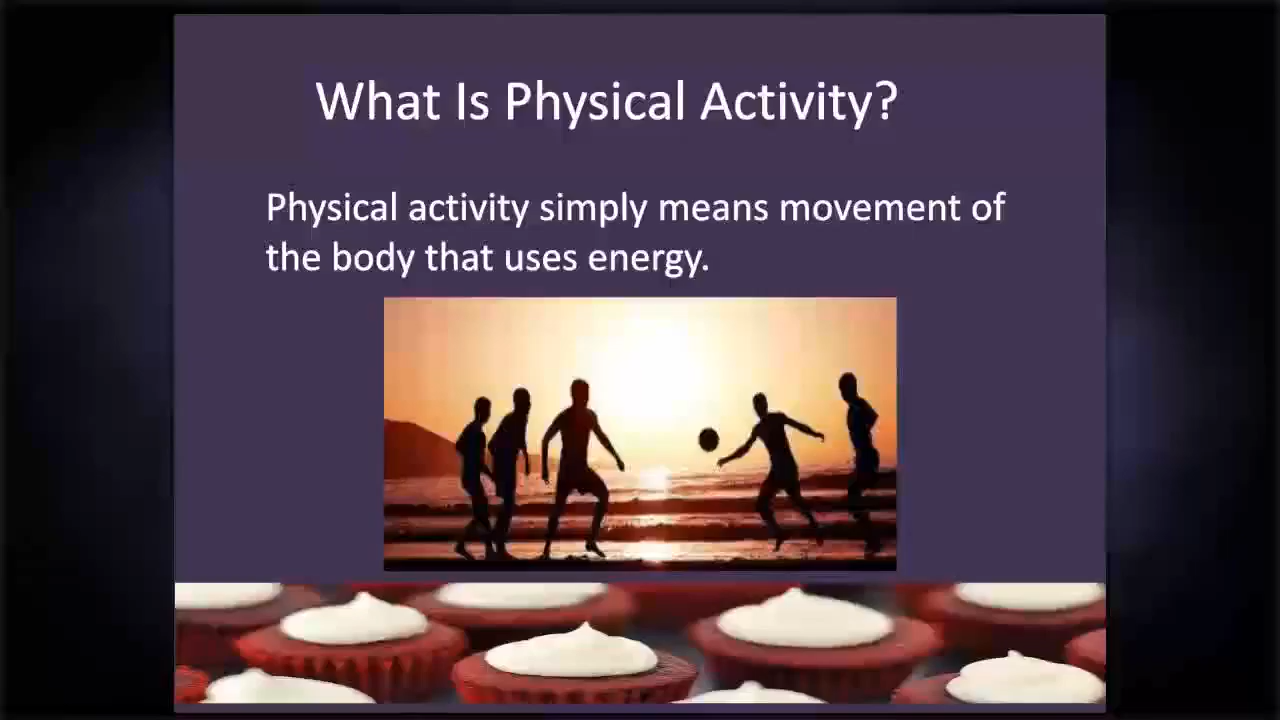 What Is Physical Activity?
Physical activity simply means movement of
the body that uses energy.